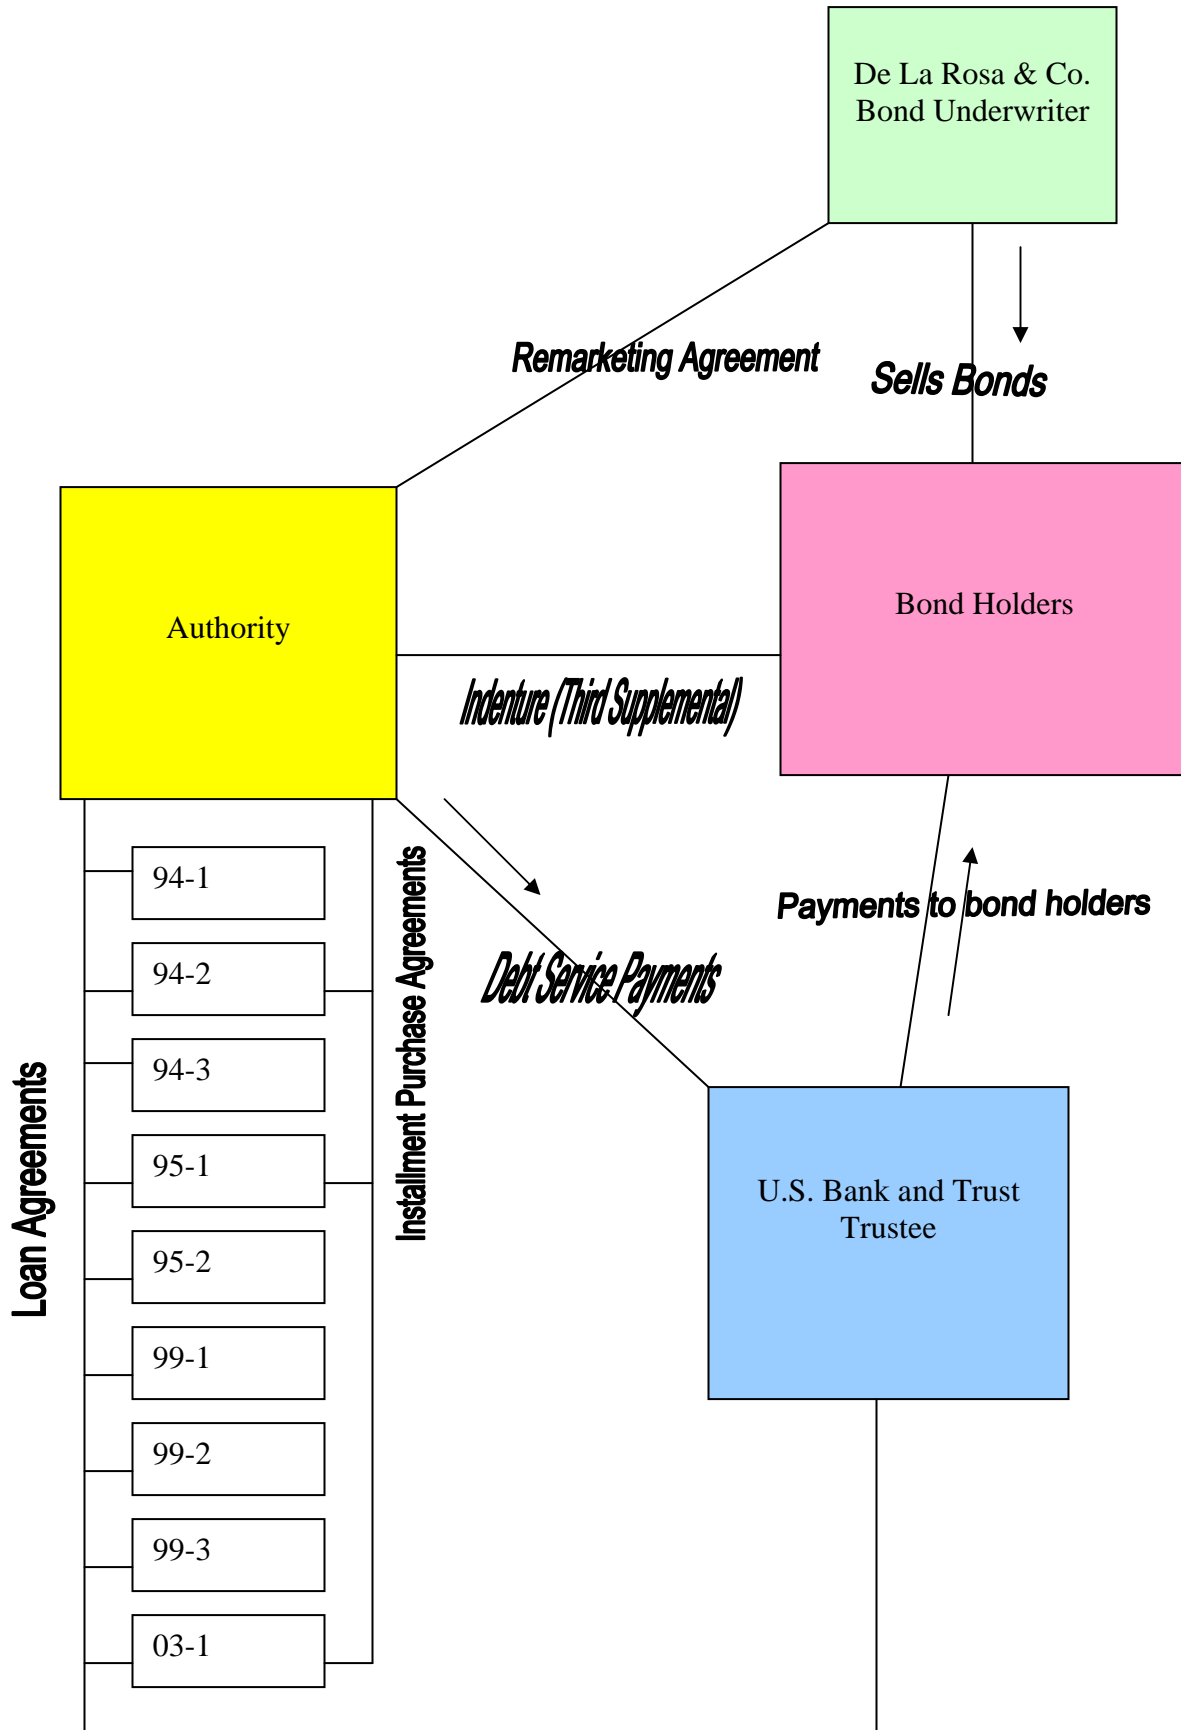 De La Rosa & Co.
Bond Underwriter
Remarketing Agreement
Sells Bonds
Authority
Bond Holders
Indenture (Third Supplemental)
Debt Service Payments
Payments to bond holders
Installment Purchase Agreements
Loan Agreements
94-1
94-2
94-3
95-1
95-2
99-1
99-2
99-3
03-1
U.S. Bank and Trust
Trustee